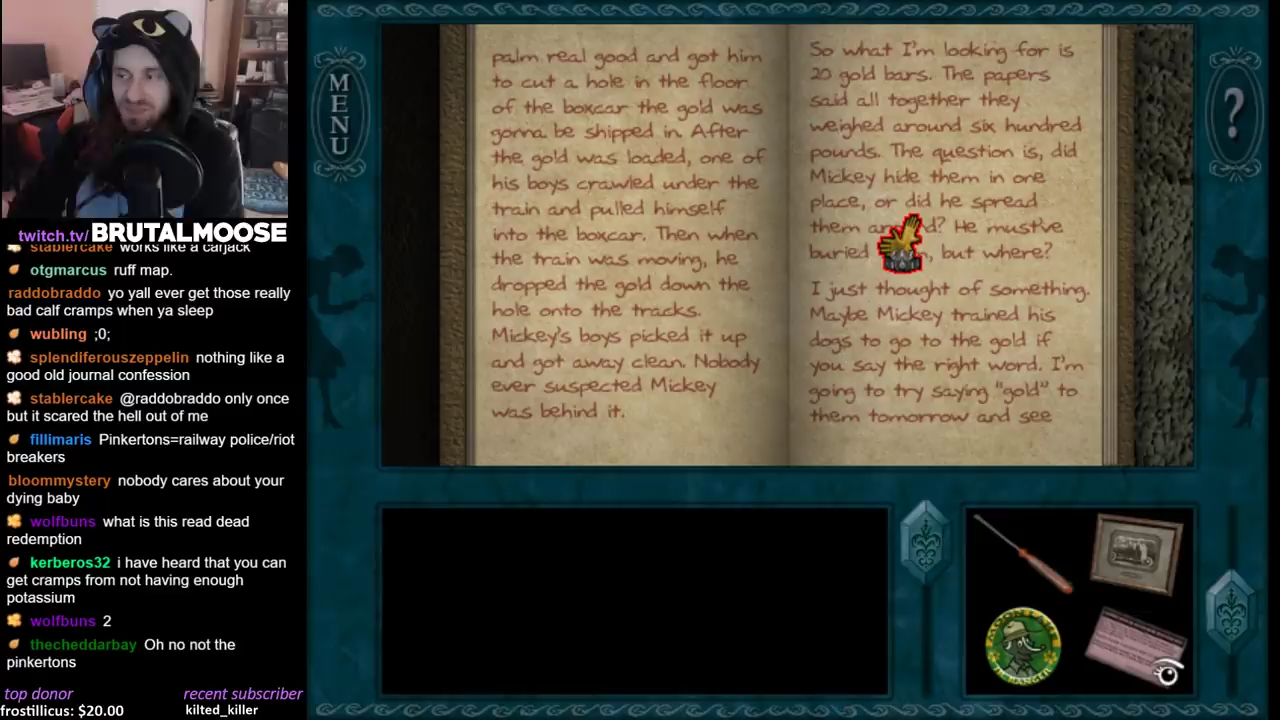 MENU
?
palm real good and got him
to cut a hole in the floor
of the boxcar the gold was
gonna be shipped in. After
the gold was loaded, one of
his boys crawled under the
train and pulled himself
into the boxcar. Then when
the train was moving, he
dropped the gold down the
hole onto the tracks.
Mickey's boys picked it up
and got away clean. Nobody
ever suspected Mickey
was behind it.
So what I'm looking for is
20 gold bars. The papers
said all together they
weighed around six hundred
pounds. The question is, did
Mickey hide them in one
place, or did he spread
them? He must've
buried, but where?
I just thought of something.
Maybe Mickey trained his
dogs to go to the gold if
you say the right word. I'm
going to try saying "gold" to
them tomorrow and see
twitch.tv/BRUTALMOOSE
stablercake works like a carjack
otgmarcus ruff map.
raddobraddo yo yall ever get those really
bad calf cramps when ya sleep
wubling ;0;
splendiferouszeppelin nothing like a
good old journal confession
stablercake @raddobraddo only once
but it scared the hell out of me
fillimaris Pinkertons=railway police/riot
breakers
bloommystery nobody cares about your
dying baby
wolfbuns what is this read dead
redemption
kerberos32 i have heard that you can
get cramps from not having enough
potassium
wolfbuns 2
thecheddarbay Oh no not the
pinkertons
top donor
frostillicus: $20.00
recent subscriber
kilted_killer